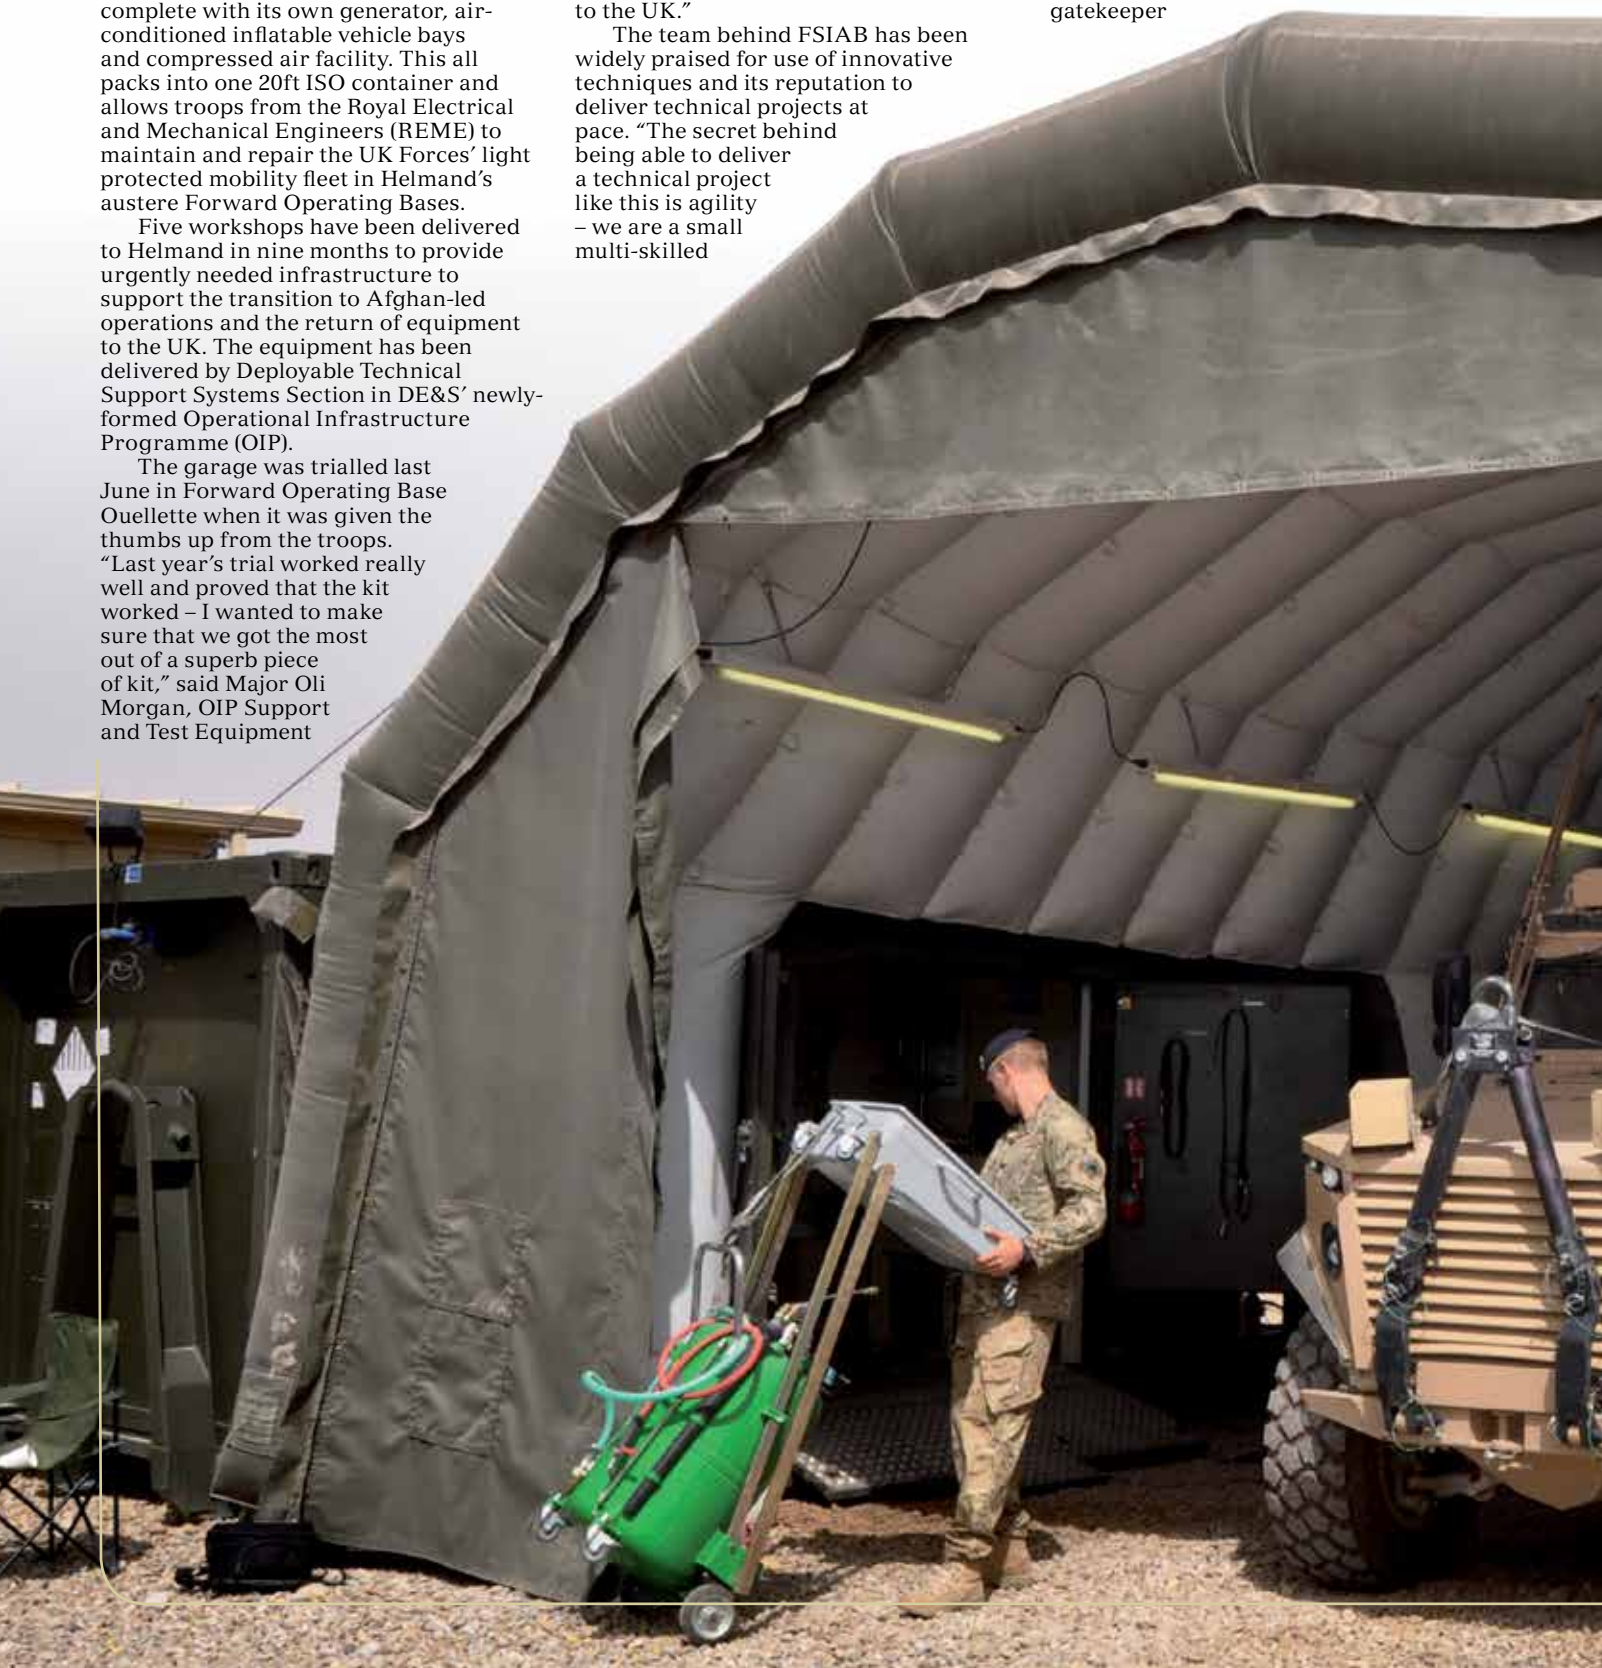 complete with its own generator, air-
conditioned inflatable vehicle bays
and compressed air facility. This all
packs into one 20ft ISO container and
allows troops from the Royal Electrical
and Mechanical Engineers (REME) to
maintain and repair the UK Forces’ light
protected mobility fleet in Helmand’s
austere Forward Operating Bases.
Five workshops have been delivered
to Helmand in nine months to provide
urgently needed infrastructure to
support the transition to Afghan-led
operations and the return of equipment
to the UK. The equipment has been
delivered by Deployable Technical
Support Systems Section in DE&S’ newly-
formed Operational Infrastructure
Programme (OIP).
The garage was trialled last
June in Forward Operating Base
Ouellette when it was given the
thumbs up from the troops.
“Last year’s trial worked really
well and proved that the kit
worked – I wanted to make
sure that we got the most
out of a superb piece
of kit,” said Major Oli
Morgan, OIP Support
and Test Equipment
to the UK.”
The team behind FSIAB has been
widely praised for use of innovative
techniques and its reputation to
deliver technical projects at
pace. “The secret behind
being able to deliver
a technical project
like this is agility
– we are a small
multi-skilled
gatekeeper